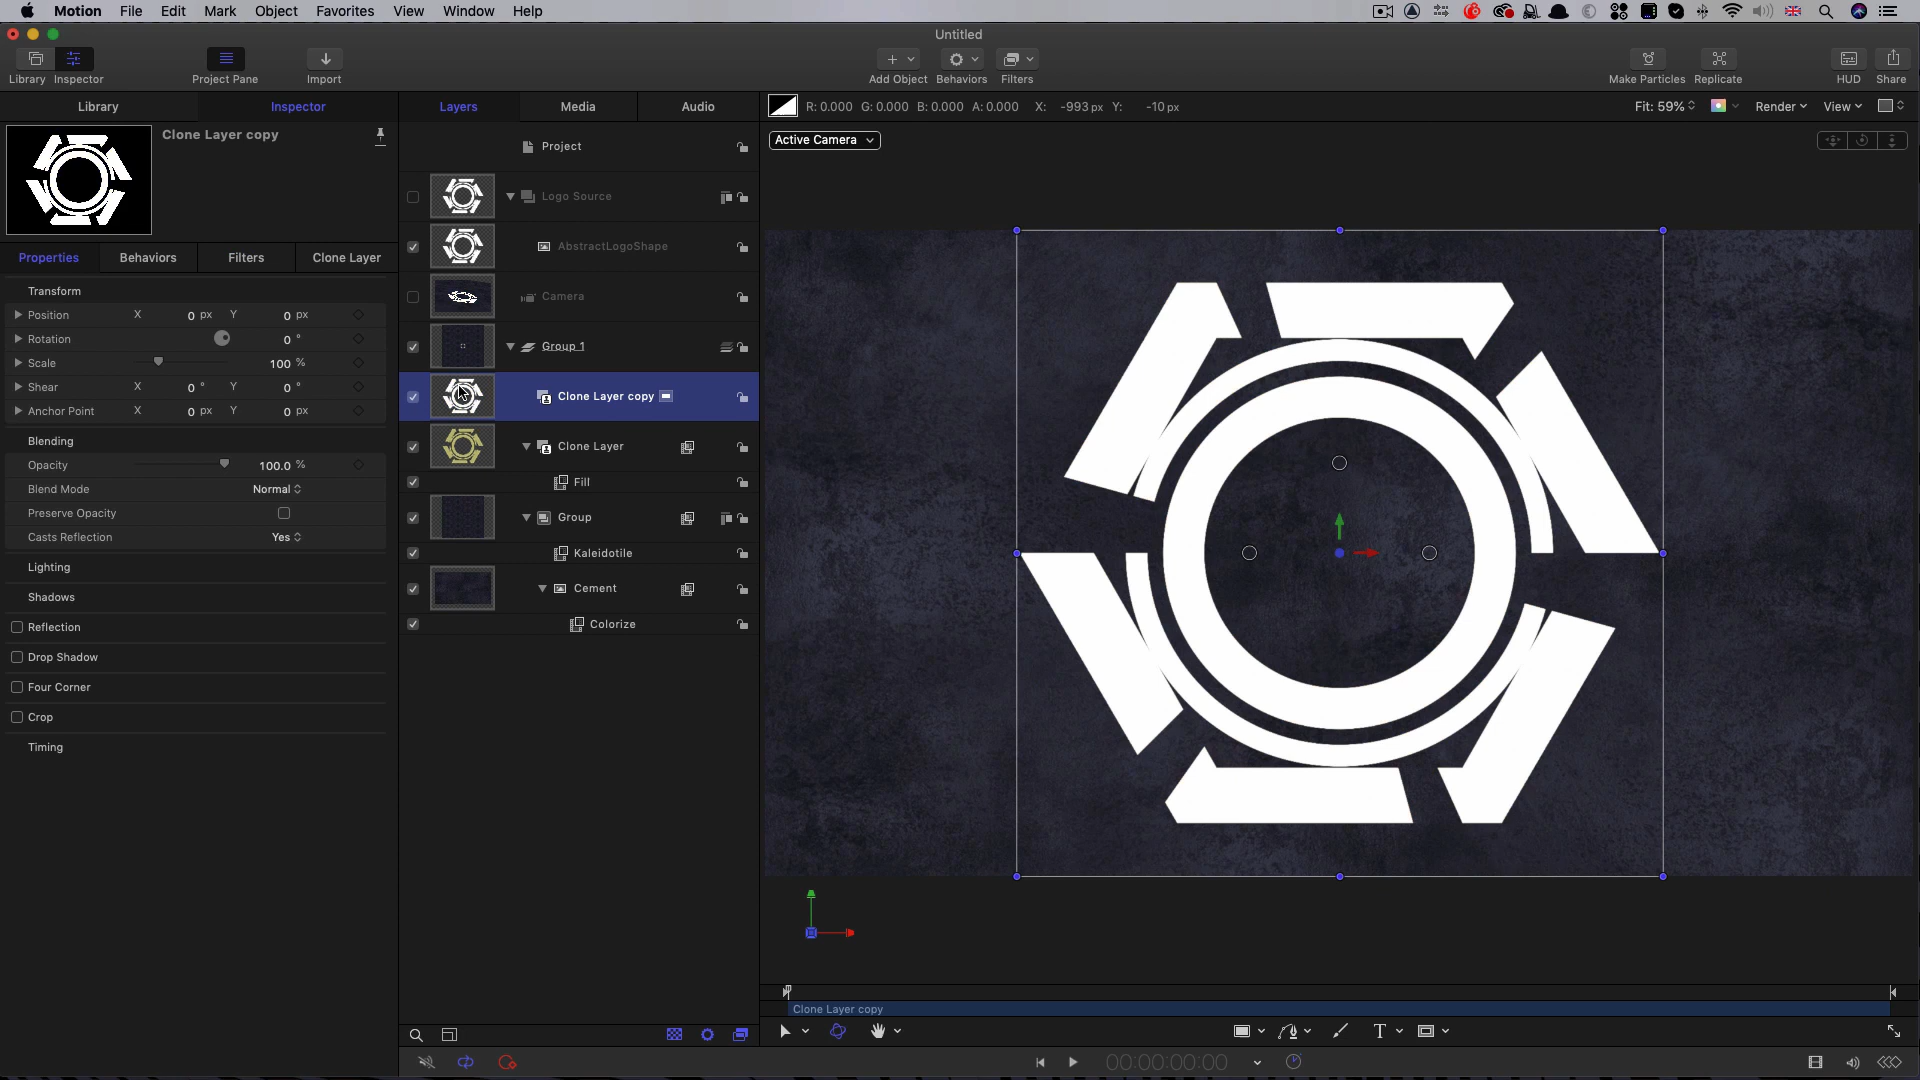 Motion File Edit Mark Object Favorites View Window Help
Untitled
Library Inspector Project Pane Import Add Object Behaviors Filters Make Particles Replicate HUD Share
Library Inspector Layers Media Audio R: 0.000 G: 0.000 B: 0.000 A: 0.000 X: -993 px Y: -10 px Fit: 59% Render View
Clone Layer copy
Active Camera
Properties Behaviors Filters Clone Layer
Transform
Position X 0 px Y 0 px
Rotation 0 °
Scale 100 %
Shear X 0 ° Y 0 °
Anchor Point X 0 px Y 0 px
Blending
Opacity 100.0 %
Blend Mode Normal
Preserve Opacity
Casts Reflection Yes
Lighting
Shadows
Reflection
Drop Shadow
Four Corner
Crop
Timing
Project
Logo Source
AbstractLogoShape
Camera
Group 1
Clone Layer copy
Clone Layer
Fill
Group
Kaleidotile
Cement
Colorize
Clone Layer copy
T
00:00:00:00